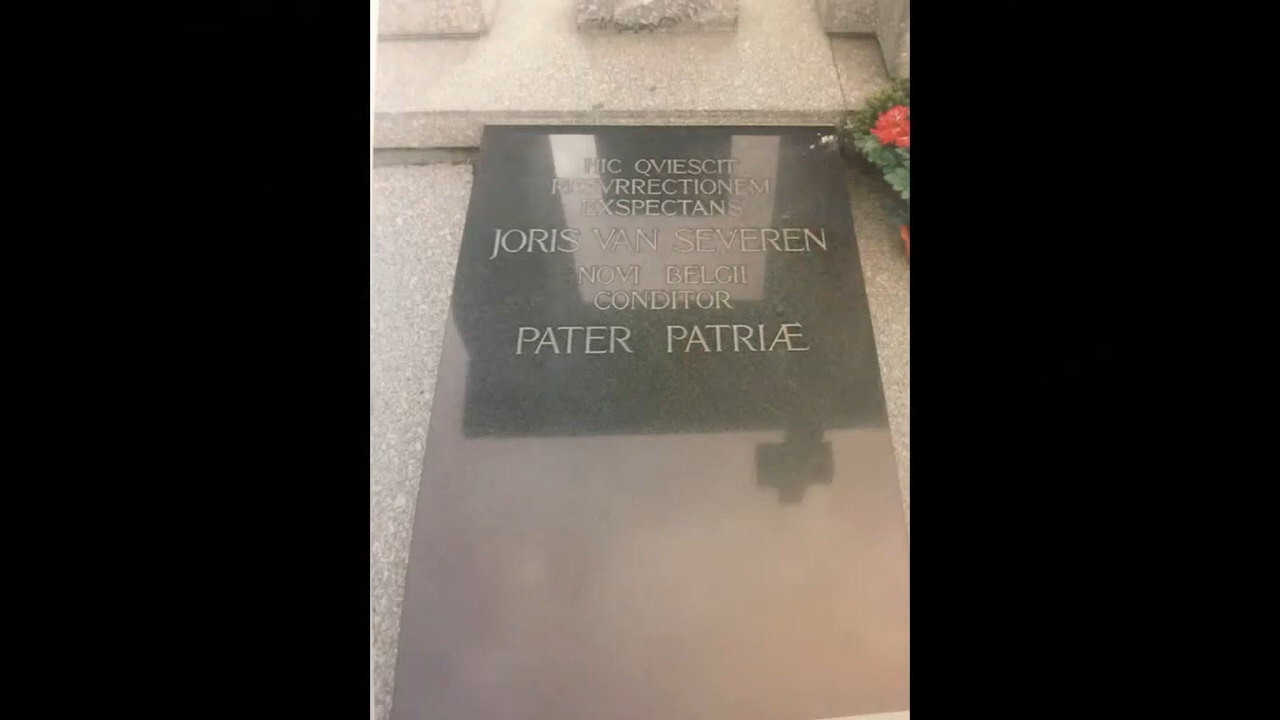 HIC QVIESCIT
RESVRRECTIONEM
EXSPECTANS
JORIS VAN SEVEREN
NOVI BELGII
CONDITOR
PATER PATRIÆ